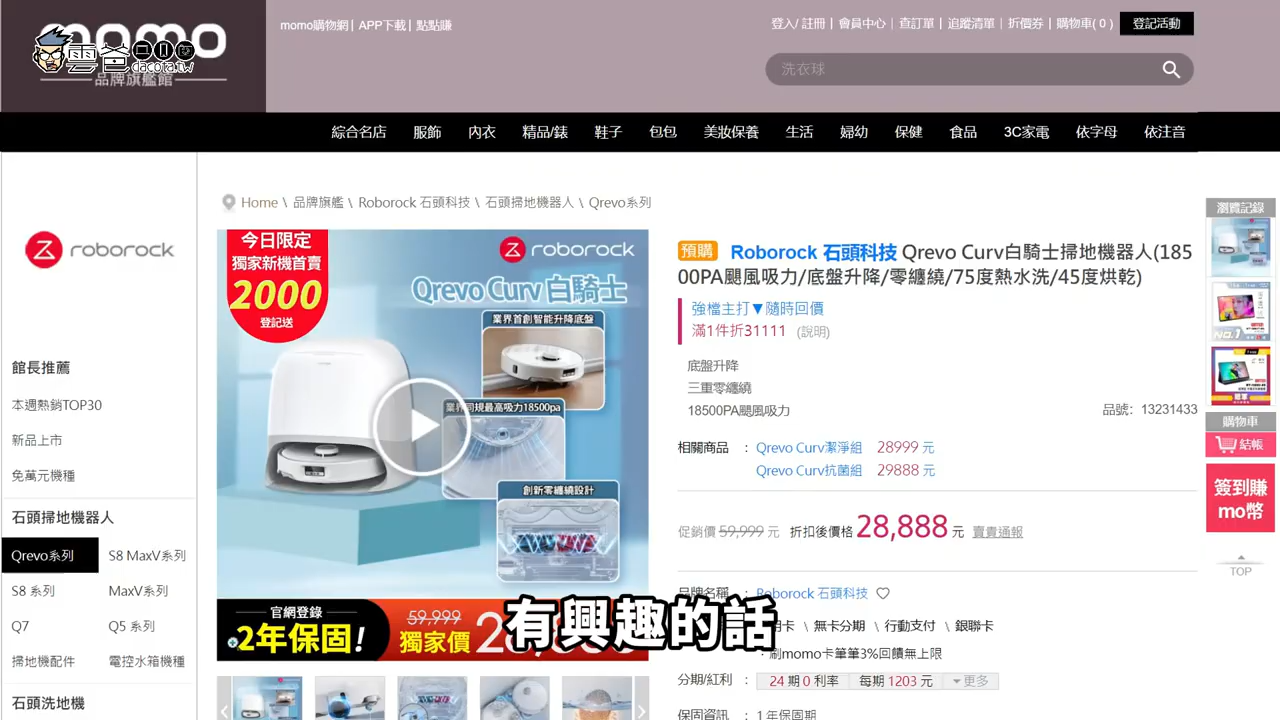 momo
品牌旗艦館
雲爸
dacota.tw
momo購物網| APP下載| 點點賺
登入/ 註冊 | 會員中心 | 查訂單 | 追蹤清單 | 折價券 | 購物車( 0 )
登記活動
洗衣球
綜合名店 服飾 內衣 精品/錶 鞋子 包包 美妝保養 生活 婦幼 保健 食品 3C家電 依字母 依注音
roborock
館長推薦
本週熱銷TOP30
新品上市
免萬元機種
石頭掃地機器人
Qrevo系列 S8 MaxV系列
S8 系列 MaxV系列
Q7 Q5 系列
掃地機配件 電控水箱機種
石頭洗地機
Home \ 品牌旗艦 \ Roborock 石頭科技 \ 石頭掃地機器人 \ Qrevo系列
今日限定
獨家新機首賣
2000
登記送
roborock
Qrevo Curv 白騎士
業界首創智能升降底盤
業界同規最高吸力18500pa
創新零纏繞設計
官網登錄
2年保固!
59,999
獨家價
有興趣的話
預購 Roborock 石頭科技 Qrevo Curv白騎士掃地機器人(185
00PA颶風吸力/底盤升降/零纏繞/75度熱水洗/45度烘乾)
強檔主打▼隨時回價
滿1件折31111 (說明)
底盤升降
三重零纏繞
18500PA颶風吸力
品號: 13231433
相關商品 : Qrevo Curv潔淨組 28999 元
Qrevo Curv抗菌組 29888 元
促銷價 59,999 元 折扣後價格 28,888 元 賣貴通報
品牌名稱 : Roborock 石頭科技
卡 \ 無卡分期 \ 行動支付 \ 銀聯卡
刷momo卡筆筆3%回饋無上限
分期/紅利 : 24 期 0 利率 每期 1203 元 更多
保固資訊 : 1 年保固期
瀏覽記錄
NO.1
購物車
結帳
簽到賺
mo幣
TOP